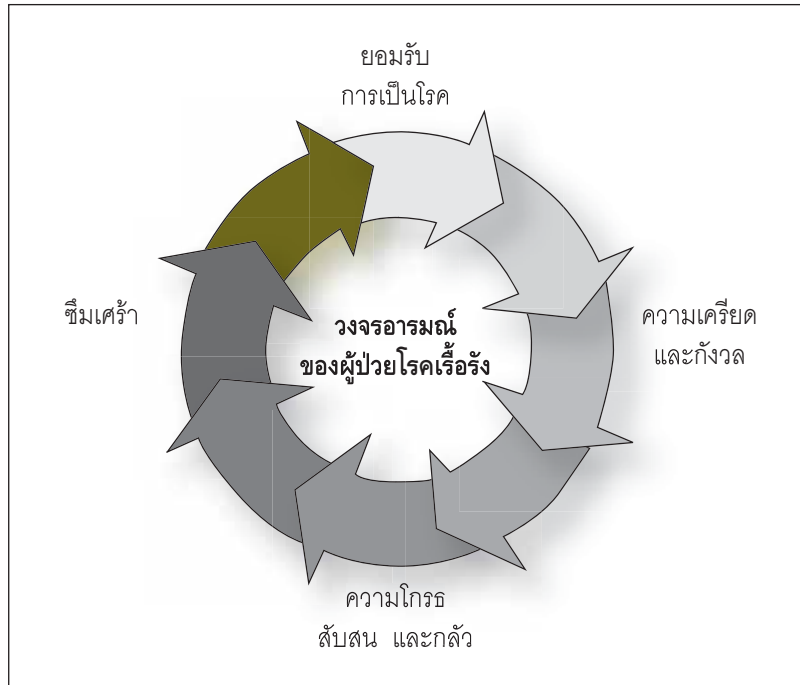 ยอมรับ
การเป็นโรค
ซึมเศร้า
วงจรอารมณ์
ของผู้ป่วยโรคเรื้อรัง
ความเครียด
และกังวล
ความโกรธ
สับสน และกลัว